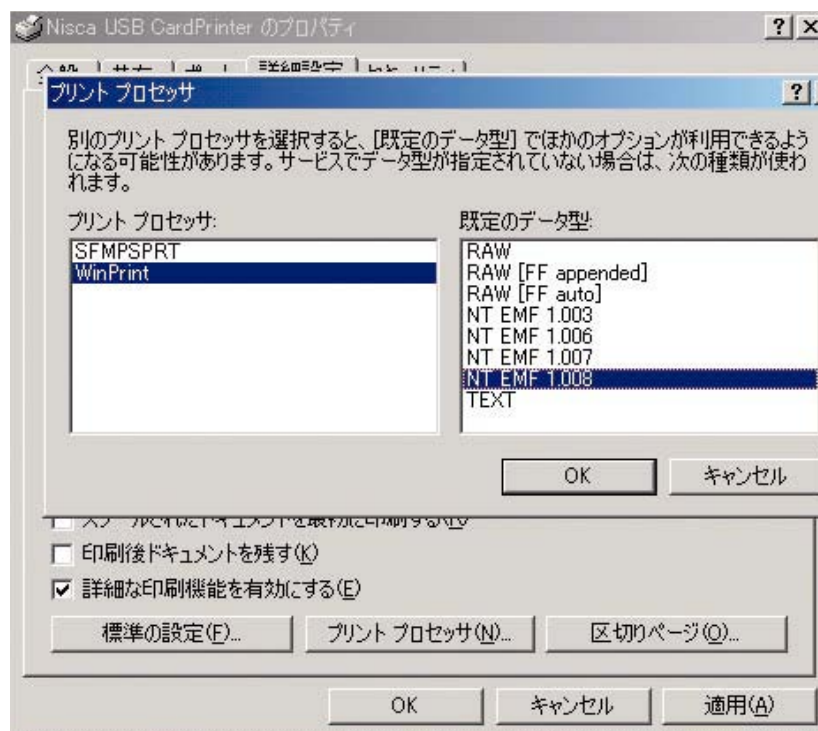 Nisca USB CardPrinter のプロパティ
詳細設定
プリント プロセッサ
別のプリント プロセッサを選択すると、[既定のデータ型] でほかのオプションが利用できるよう
になる可能性があります。サービスでデータ型が指定されていない場合は、次の種類が使わ
れます。
プリント プロセッサ:
SFMPSPRT
WinPrint
既定のデータ型:
RAW
RAW [FF appended]
RAW [FF auto]
NT EMF 1.003
NT EMF 1.006
NT EMF 1.007
NT EMF 1.008
TEXT
OK
キャンセル
印刷後ドキュメントを残す(K)
詳細な印刷機能を有効にする(E)
標準の設定(F)...
プリント プロセッサ(N)...
区切りページ(O)...
OK
キャンセル
適用(A)